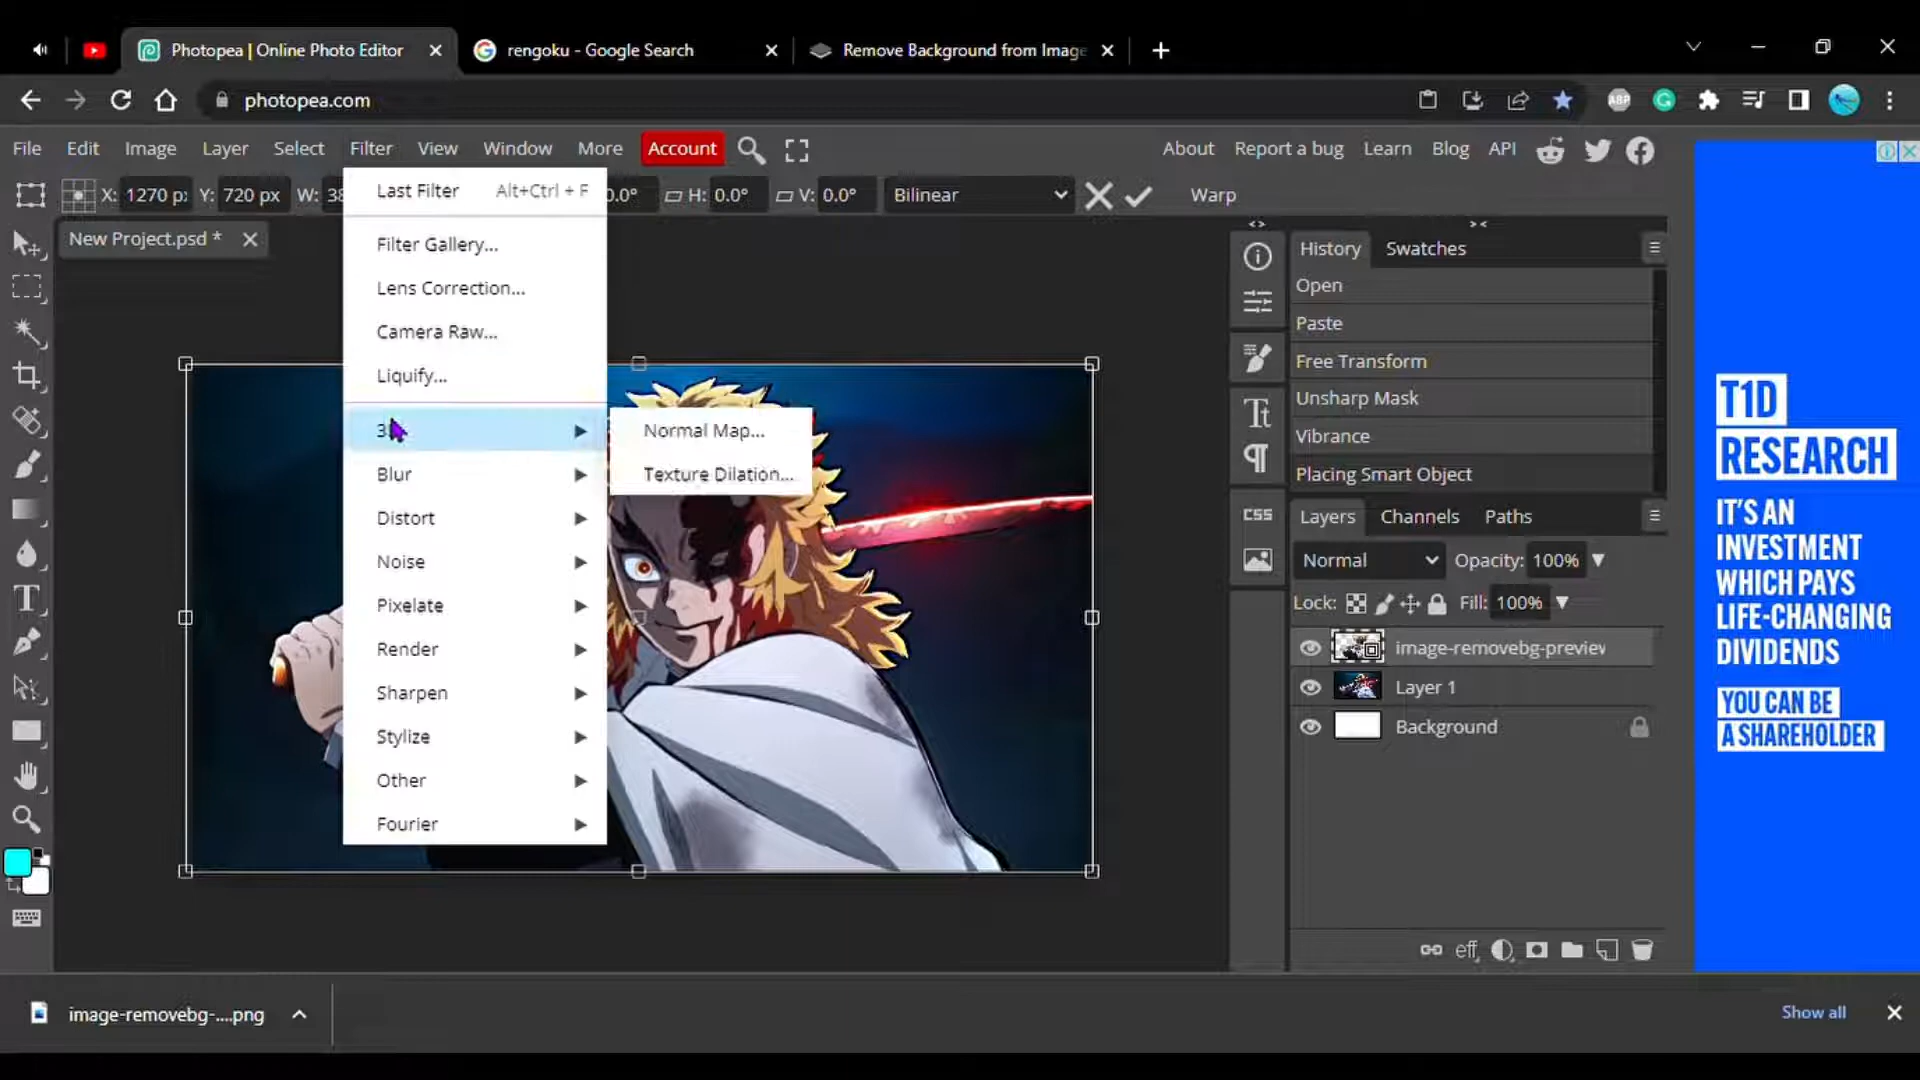 Photopea | Online Photo Editor
rengoku - Google Search
Remove Background from Image
photopea.com
ABP
File Edit Image Layer Select Filter View Window More Account
About Report a bug Learn Blog API
X: 1270 px Y: 720 px W: 38 0.0° H: 0.0° V: 0.0° Bilinear Warp
New Project.psd *
Last Filter Alt+Ctrl + F
Filter Gallery...
Lens Correction...
Camera Raw...
Liquify...
Blur
Distort
Noise
Pixelate
Render
Sharpen
Stylize
Other
Fourier
Normal Map...
Texture Dilation...
CSS
History Swatches
Open
Paste
Free Transform
Unsharp Mask
Vibrance
Placing Smart Object
Layers Channels Paths
Normal Opacity: 100%
Lock: Fill: 100%
image-removebg-preview
Layer 1
Background
eff
T1D
RESEARCH
IT'S AN
INVESTMENT
WHICH PAYS
LIFE-CHANGING
DIVIDENDS
YOU CAN BE
A SHAREHOLDER
image-removebg-....png
Show all